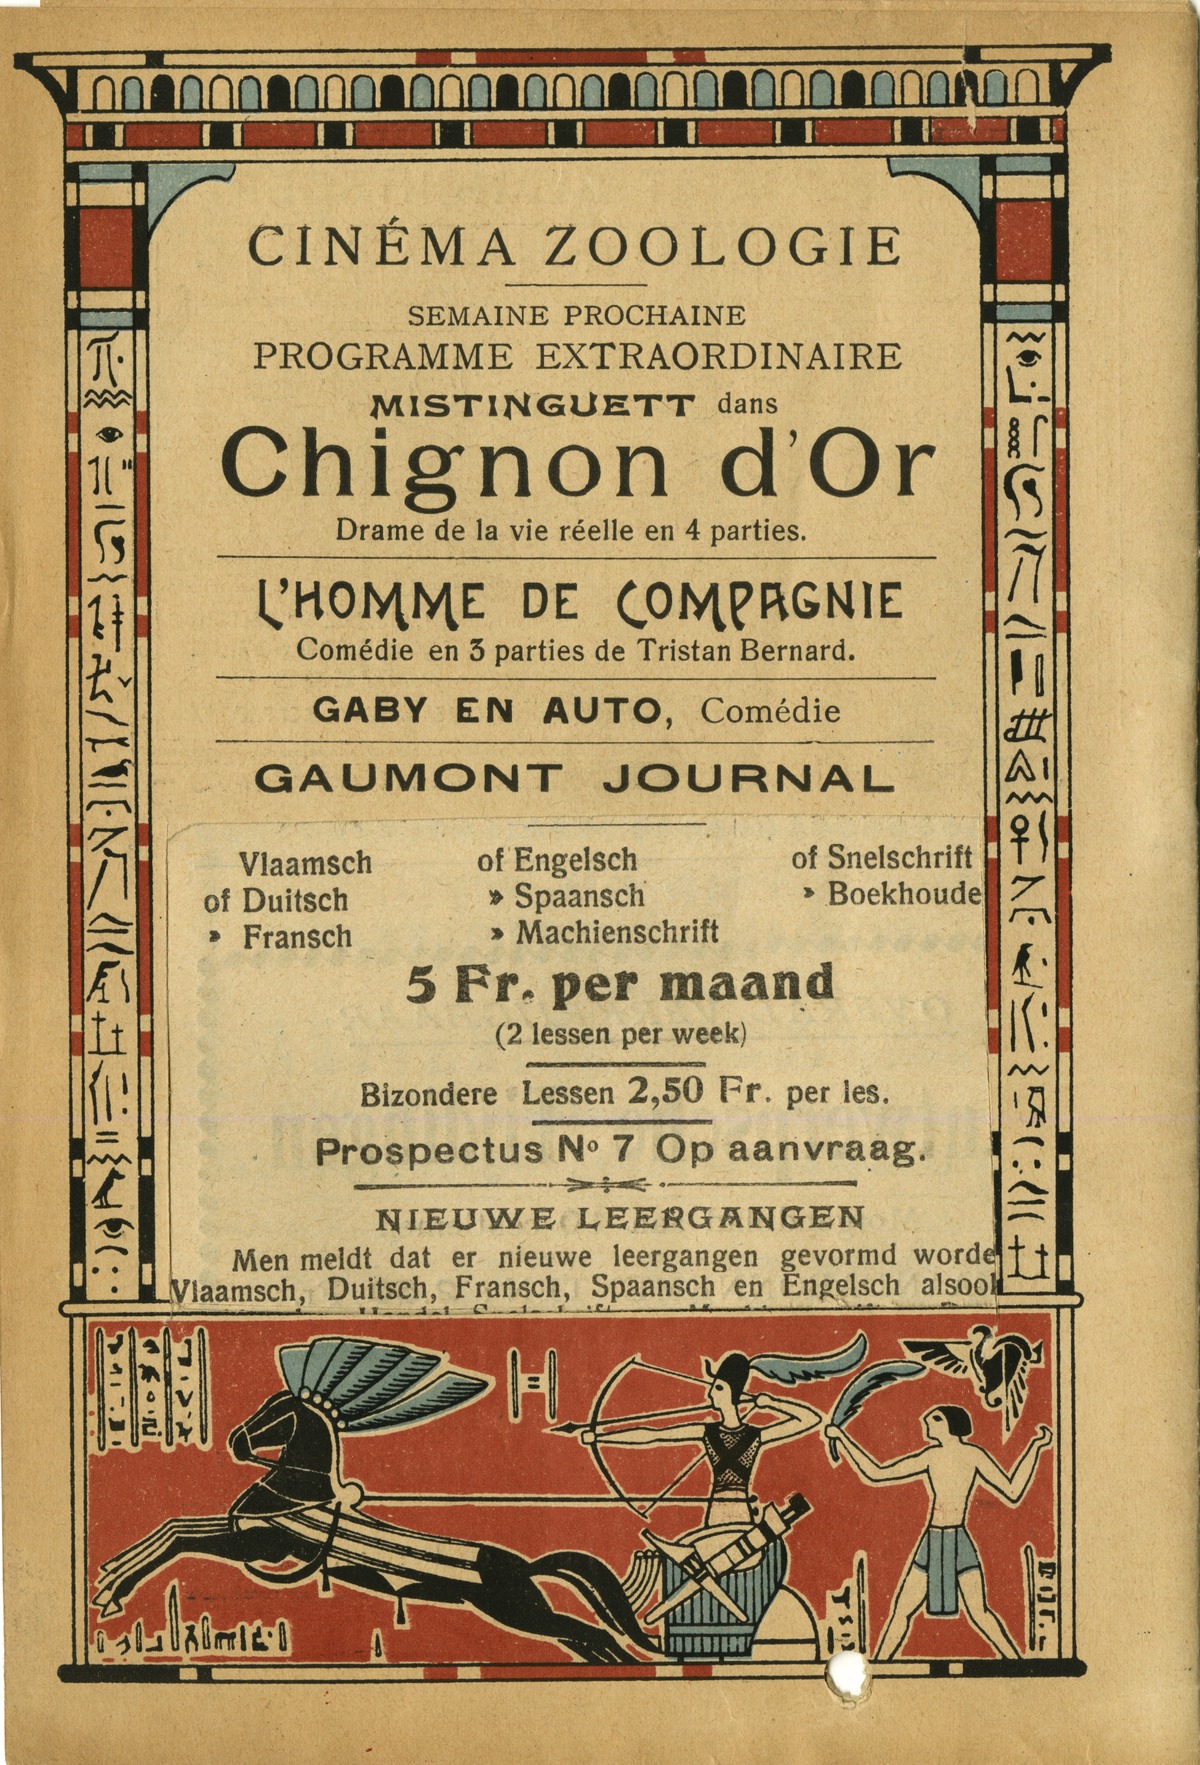 CINÉMA ZOOLOGIE
SEMAINE PROCHAINE
PROGRAMME EXTRAORDINAIRE
MISTINGUETT dans
Chignon d'Or
Drame de la vie réelle en 4 parties.
L'HOMME DE COMPAGNIE
Comédie en 3 parties de Tristan Bernard.
GABY EN AUTO, Comédie
GAUMONT JOURNAL
Vlaamsch of Engelsch of Snelschrift
of Duitsch » Spaansch » Boekhoude
» Fransch » Machienschrift
5 Fr. per maand
(2 lessen per week)
Bizondere Lessen 2,50 Fr. per les.
Prospectus No 7 Op aanvraag.
NIEUWE LEERGANGEN
Men meldt dat er nieuwe leergangen gevormd worde
Vlaamsch, Duitsch, Fransch, Spaansch en Engelsch alsook